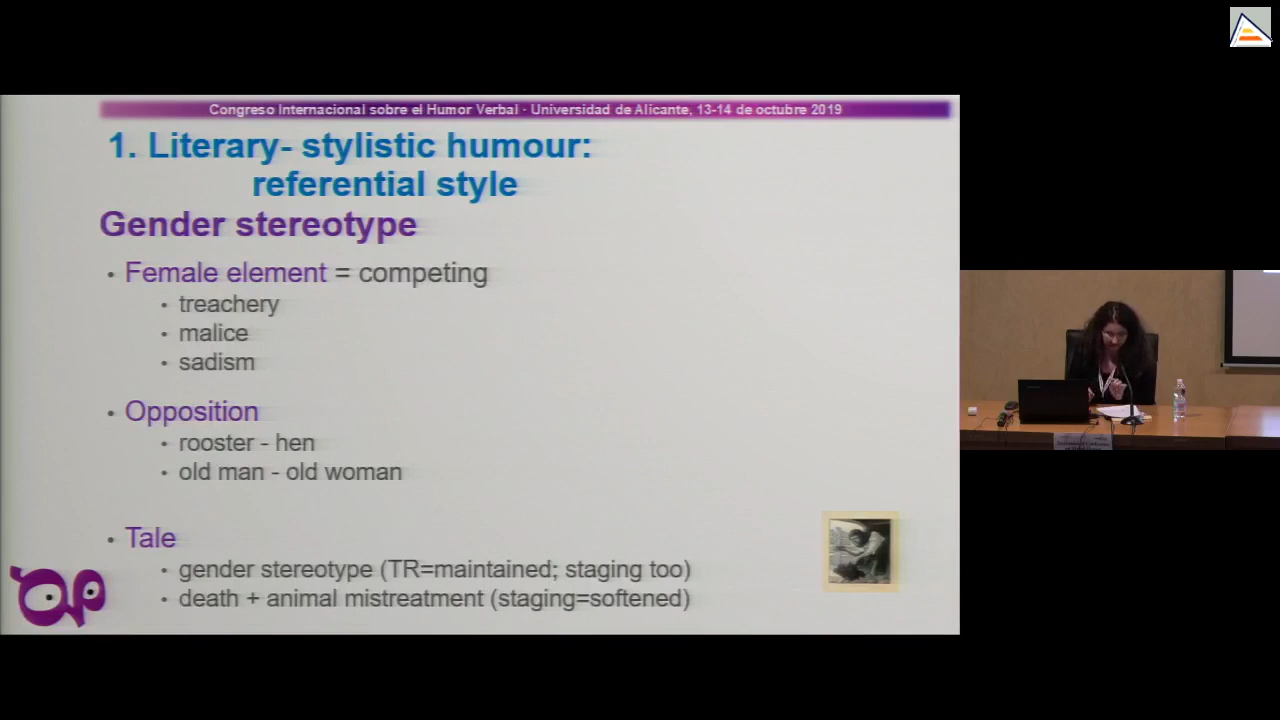 Congreso Internacional sobre el Humor Verbal · Universidad de Alicante, 13-14 de octubre 2019
1. Literary- stylistic humour:
referential style
Gender stereotype
• Female element = competing
• treachery
• malice
• sadism
• Opposition
• rooster - hen
• old man - old woman
• Tale
• gender stereotype (TR=maintained; staging too)
• death + animal mistreatment (staging=softened)